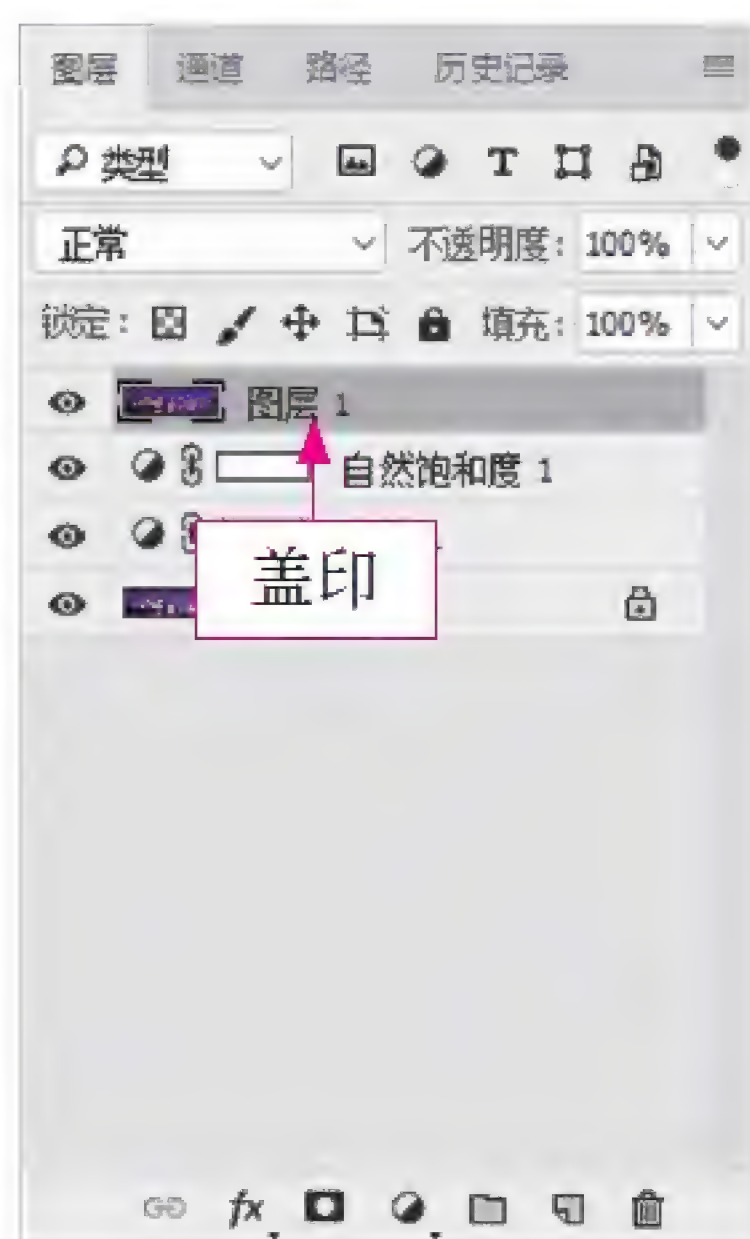 图层 通道 路径 历史记录
类型
正常 不透明度: 100%
锁定: 填充: 100%
图层 1
自然饱和度 1
盖印
fx